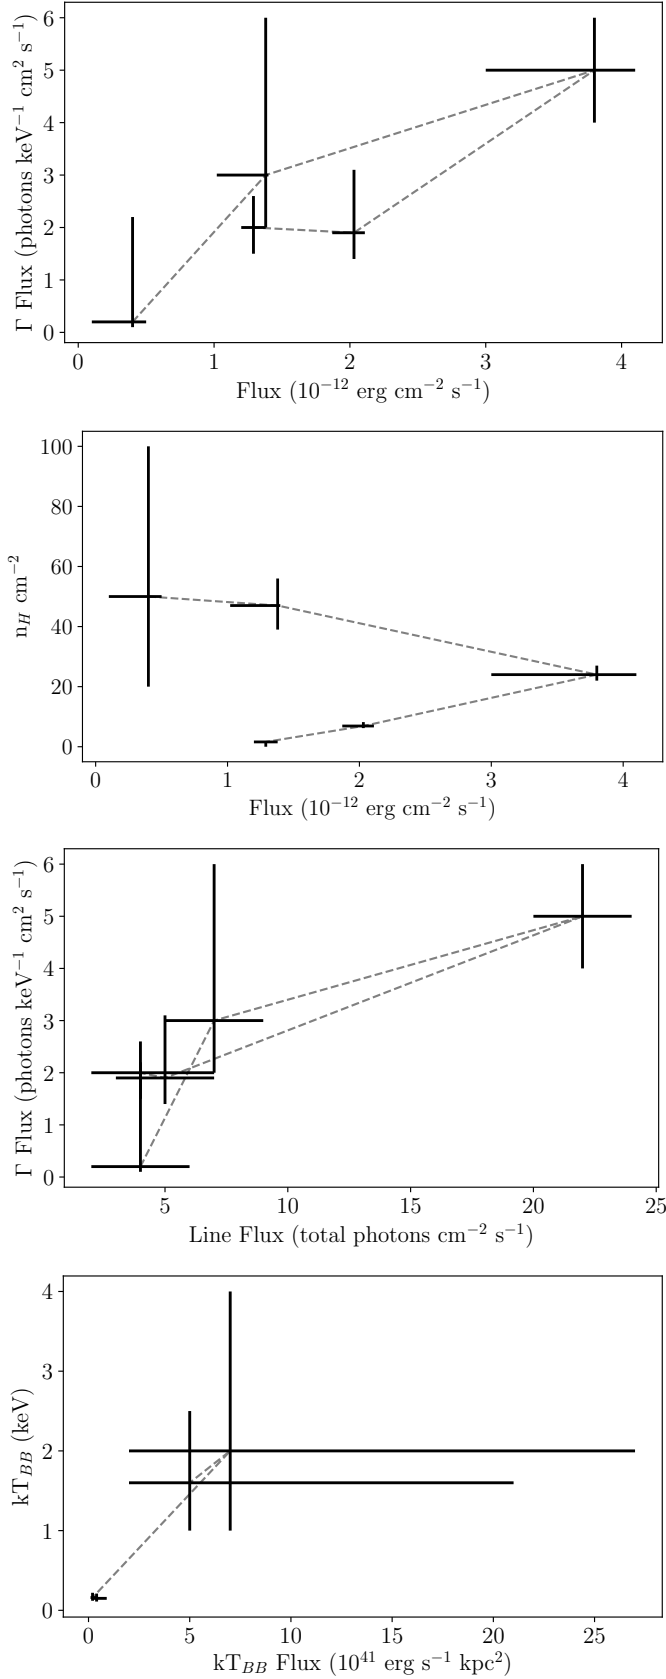 6
5
4
3
2
1
0
Γ Flux (photons keV⁻¹ cm² s⁻¹)
0 1 2 3 4
Flux (10⁻¹² erg cm⁻² s⁻¹)
100
80
60
40
20
0
n_H cm⁻²
0 1 2 3 4
Flux (10⁻¹² erg cm⁻² s⁻¹)
6
5
4
3
2
1
0
Γ Flux (photons keV⁻¹ cm² s⁻¹)
5 10 15 20 25
Line Flux (total photons cm⁻² s⁻¹)
4
3
2
1
0
kT_BB (keV)
0 5 10 15 20 25
kT_BB Flux (10⁴¹ erg s⁻¹ kpc²)